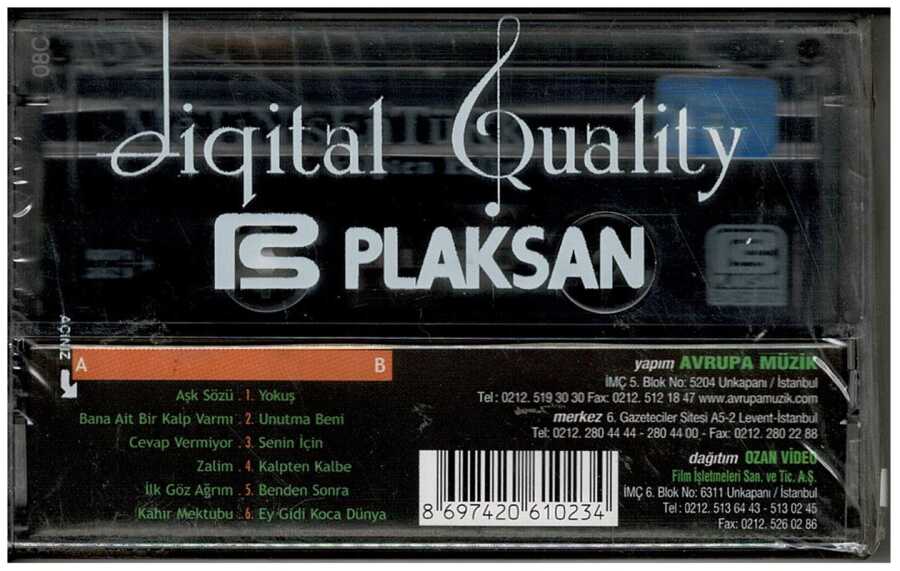 08C
Digital Quality
PS PLAKSAN
AÇINIZ
A B
Aşk Sözü . 1. Yokuş
Bana Ait Bir Kalp Varmı . 2. Unutma Beni
Cevap Vermiyor . 3. Senin İçin
Zalim . 4. Kalpten Kalbe
İlk Göz Ağrım . 5. Benden Sonra
Kahır Mektubu . 6. Ey Gidi Koca Dünya
yapım AVRUPA MÜZİK
İMÇ 5. Blok No: 5204 Unkapanı / İstanbul
Tel: 0212. 519 30 30 Fax: 0212. 512 18 47 www.avrupamuzik.com
merkez 6. Gazeteciler Sitesi A5-2 Levent-İstanbul
Tel: 0212. 280 44 44 - 280 44 00 - Fax: 0212. 280 22 88
dağıtım OZAN VİDEO
Film İşletmeleri San. ve Tic. A.Ş.
İMÇ 6. Blok No: 6311 Unkapanı / İstanbul
Tel: 0212. 513 64 43 - 513 02 45
Fax: 0212. 526 02 86
8 697420 610234